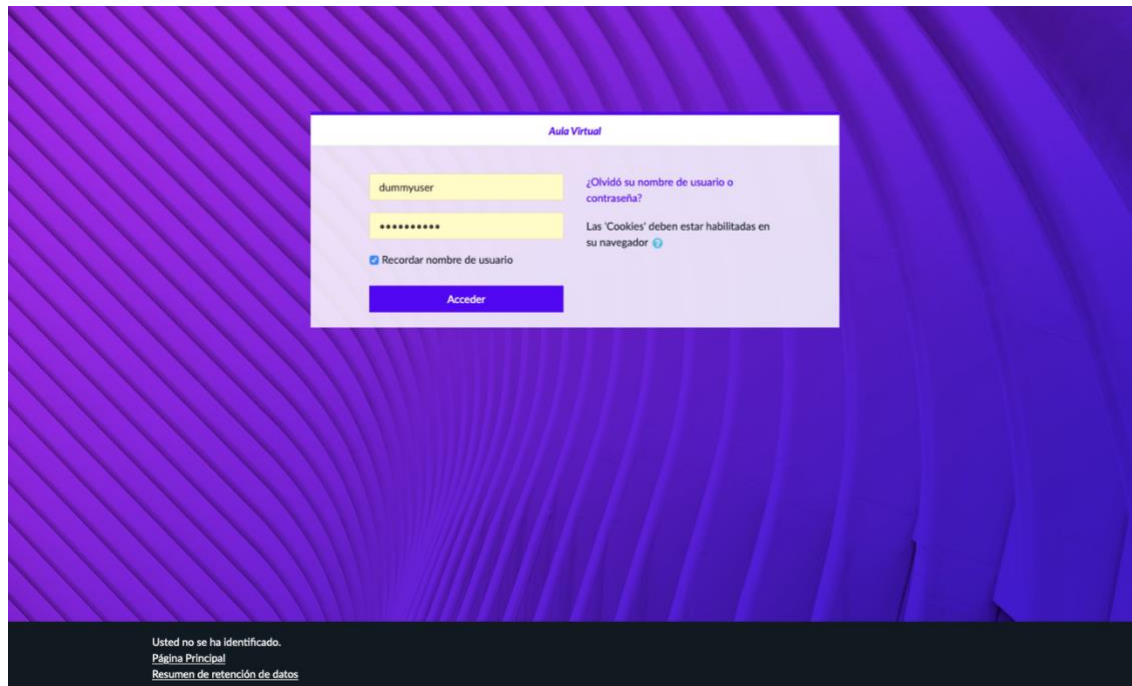 Aula Virtual
dummyuser
••••••••••
Recordar nombre de usuario
Acceder
¿Olvidó su nombre de usuario o
contraseña?
Las 'Cookies' deben estar habilitadas en
su navegador
Usted no se ha identificado.
Página Principal
Resumen de retención de datos